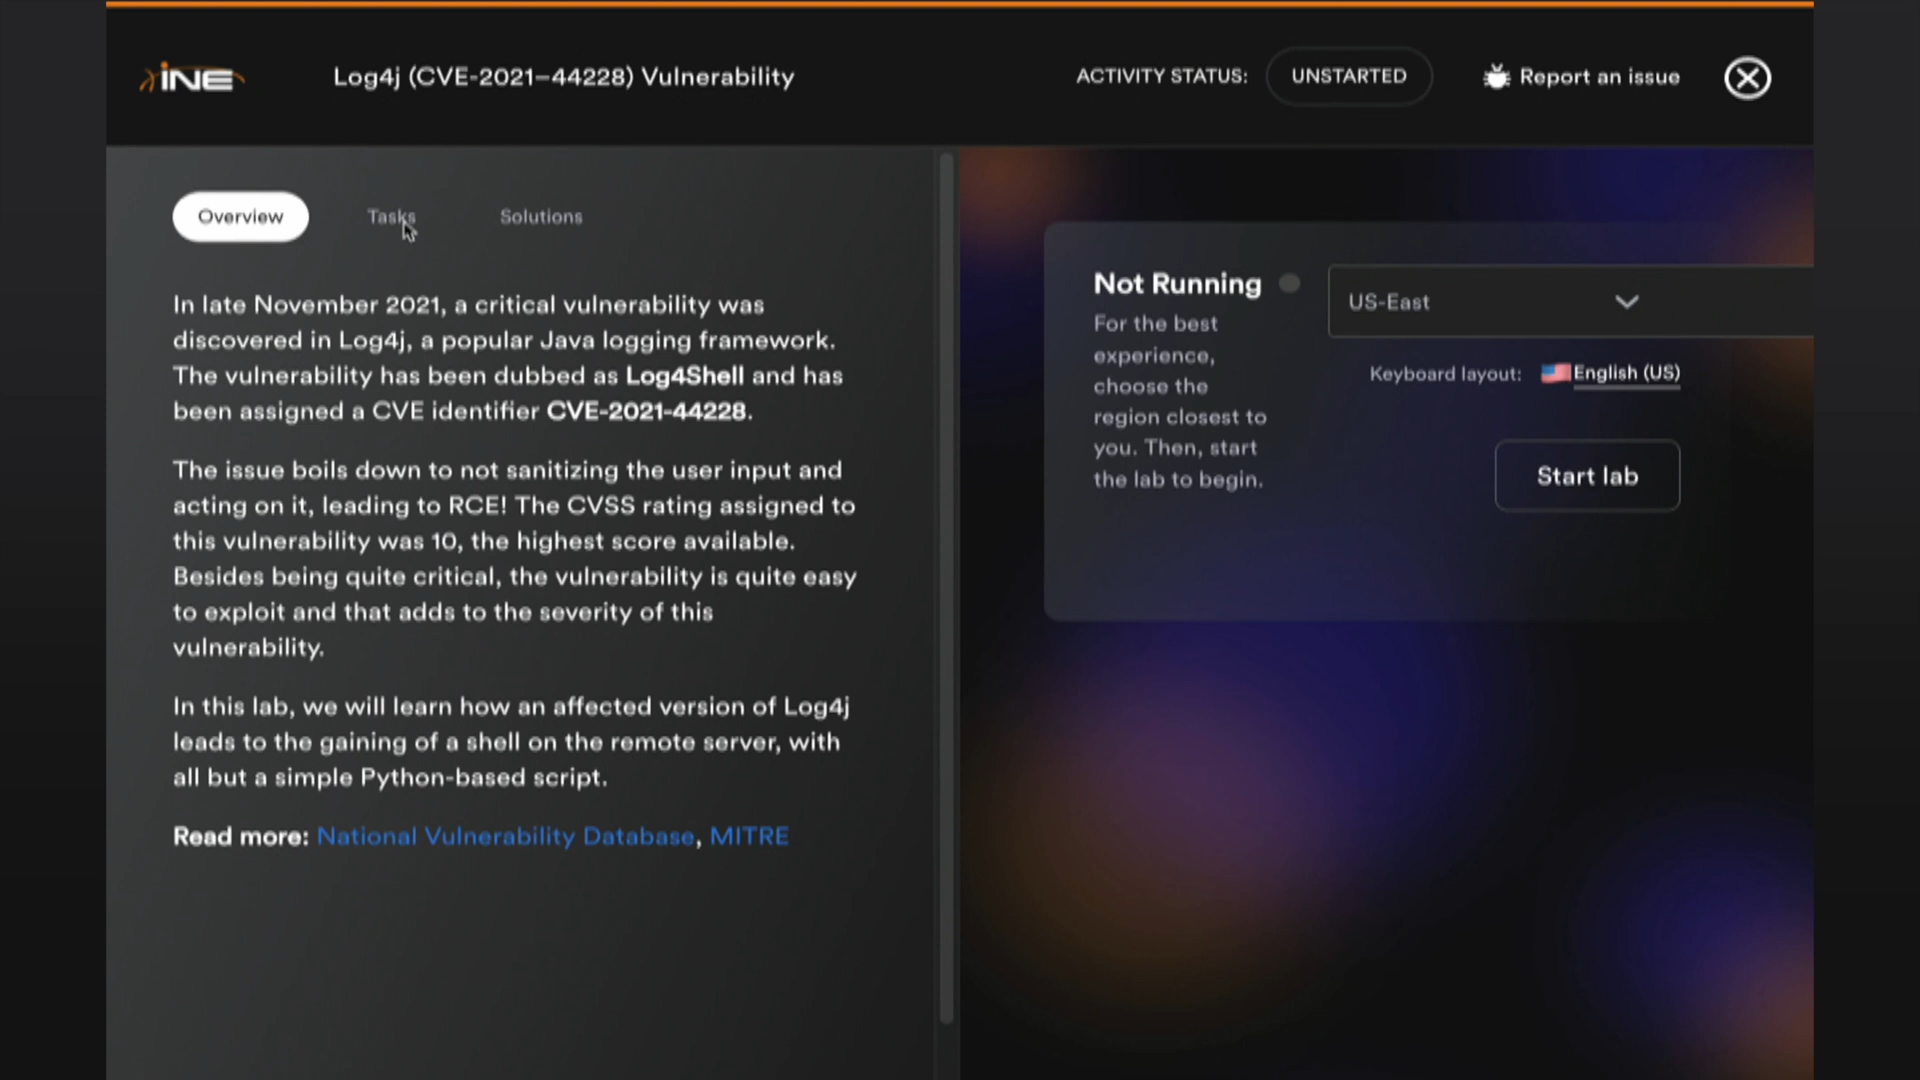 INE
Log4j (CVE-2021–44228) Vulnerability
ACTIVITY STATUS:
UNSTARTED
Report an issue
Overview
Tasks
Solutions
In late November 2021, a critical vulnerability was
discovered in Log4j, a popular Java logging framework.
The vulnerability has been dubbed as Log4Shell and has
been assigned a CVE identifier CVE-2021-44228.
The issue boils down to not sanitizing the user input and
acting on it, leading to RCE! The CVSS rating assigned to
this vulnerability was 10, the highest score available.
Besides being quite critical, the vulnerability is quite easy
to exploit and that adds to the severity of this
vulnerability.
In this lab, we will learn how an affected version of Log4j
leads to the gaining of a shell on the remote server, with
all but a simple Python-based script.
Read more: National Vulnerability Database, MITRE
Not Running
For the best
experience,
choose the
region closest to
you. Then, start
the lab to begin.
US-East
Keyboard layout: English (US)
Start lab